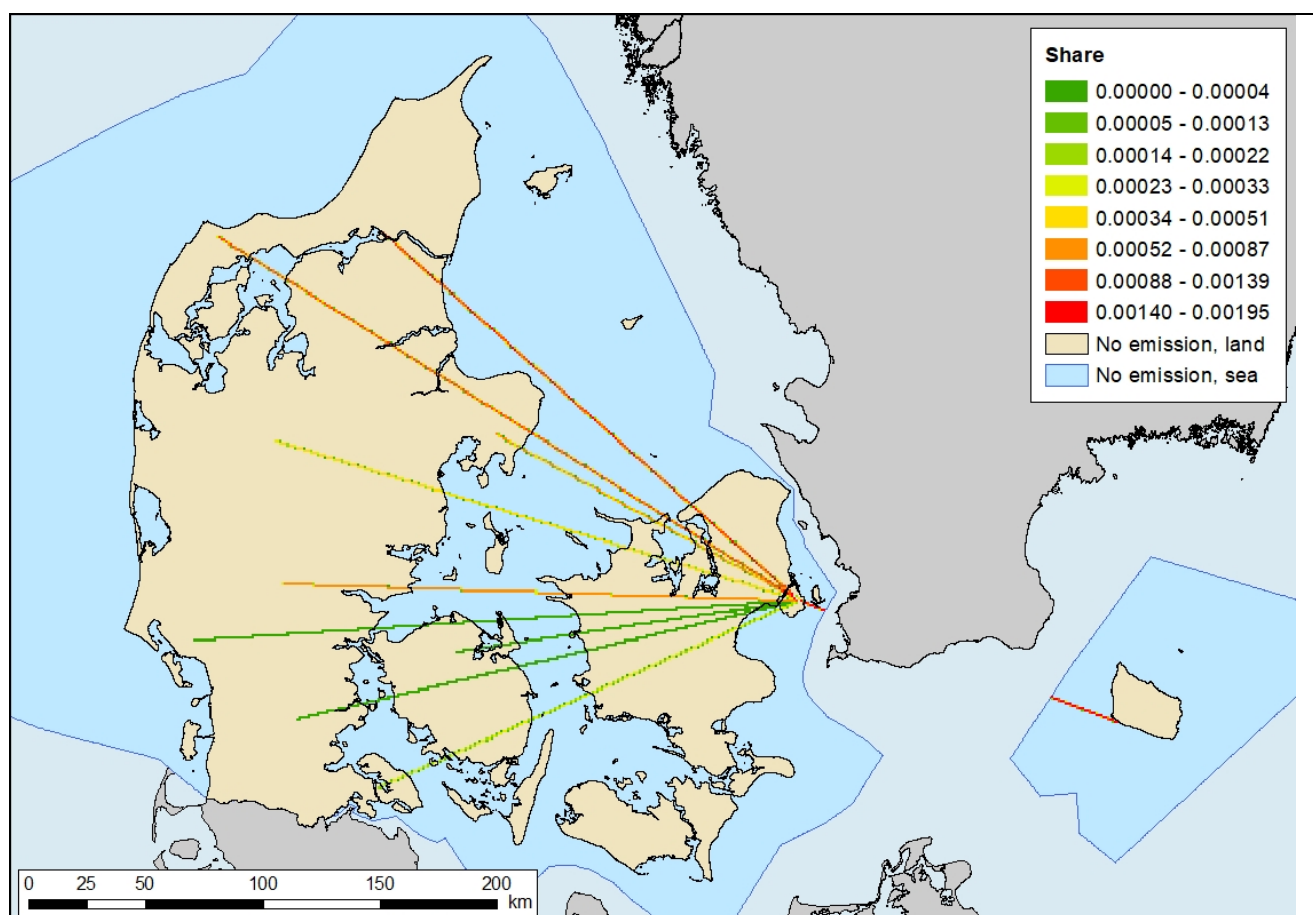 Share
0.00000 - 0.00004
0.00005 - 0.00013
0.00014 - 0.00022
0.00023 - 0.00033
0.00034 - 0.00051
0.00052 - 0.00087
0.00088 - 0.00139
0.00140 - 0.00195
No emission, land
No emission, sea
0 25 50 100 150 200
km